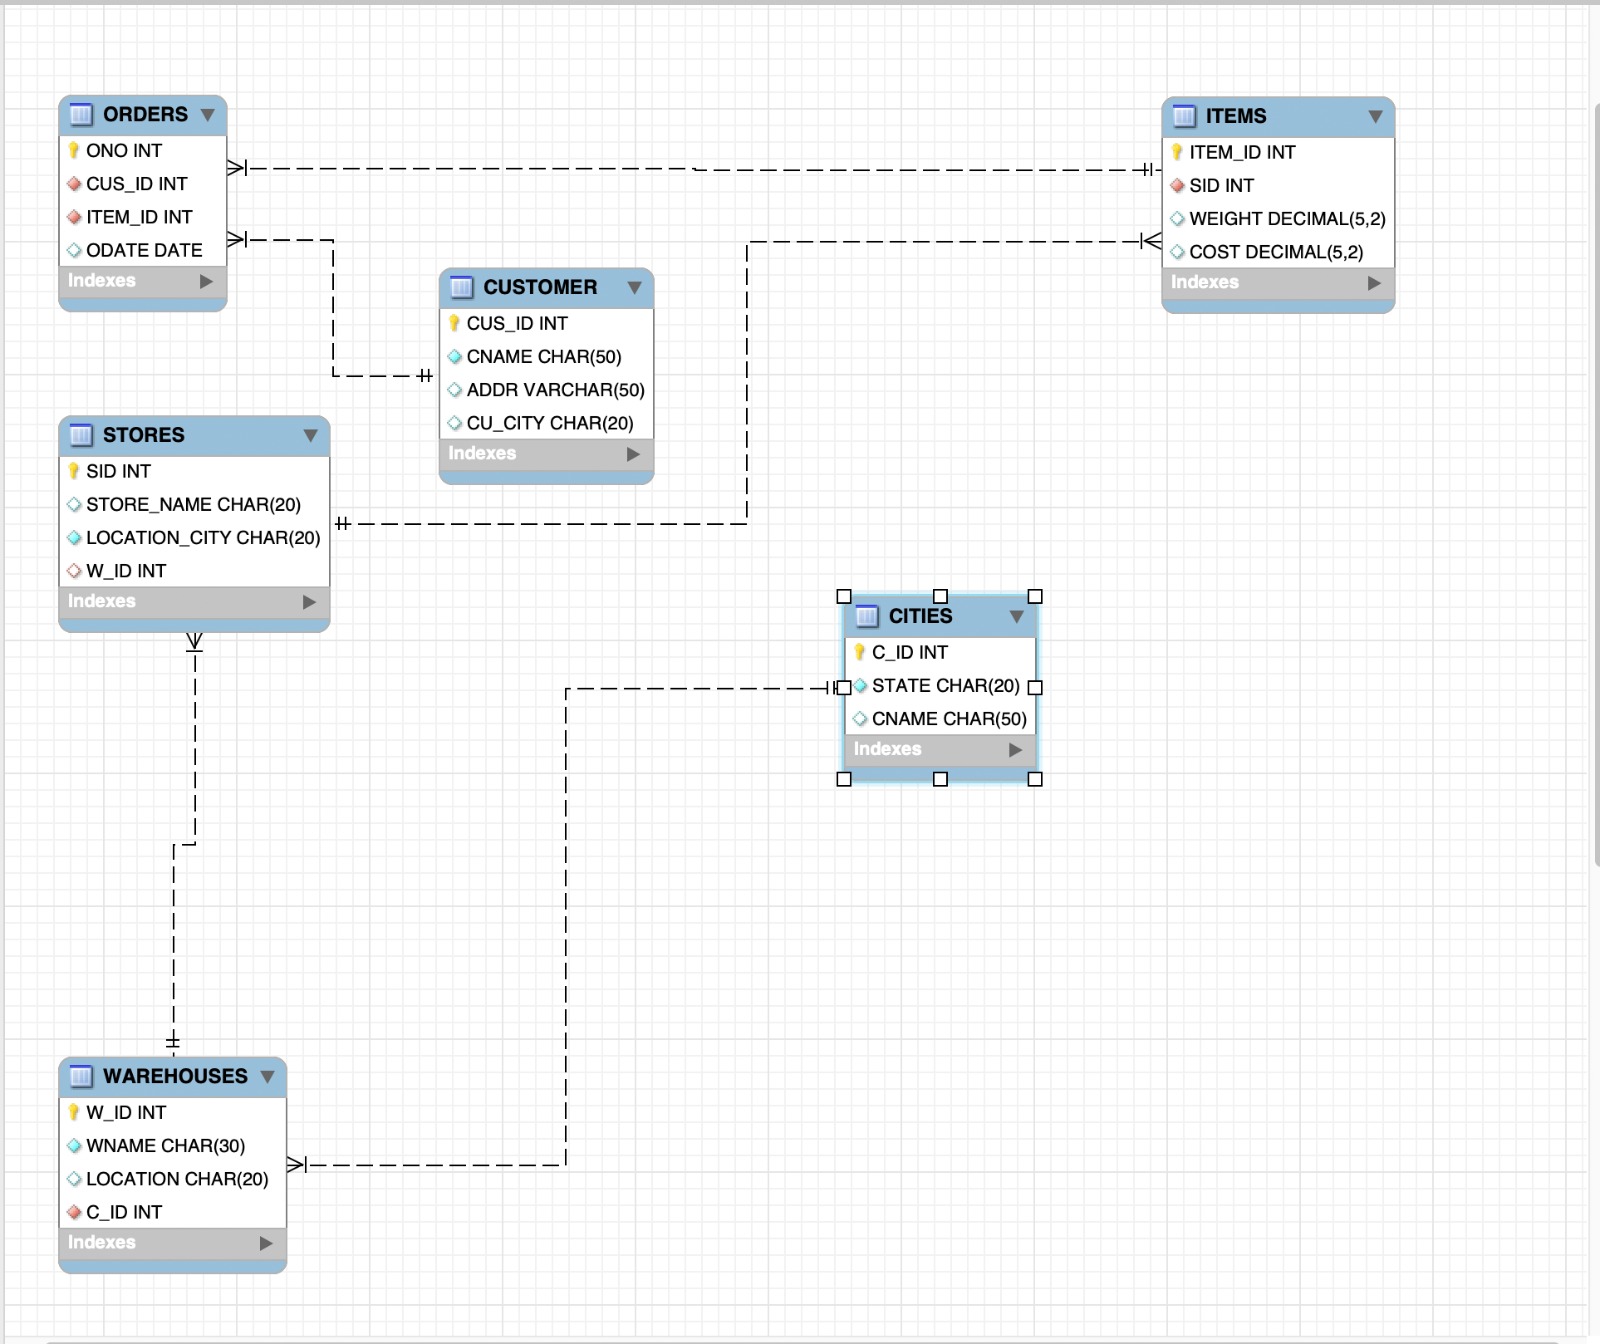 ORDERS
ONO INT
CUS_ID INT
ITEM_ID INT
ODATE DATE
Indexes
ITEMS
ITEM_ID INT
SID INT
WEIGHT DECIMAL(5,2)
COST DECIMAL(5,2)
Indexes
CUSTOMER
CUS_ID INT
CNAME CHAR(50)
ADDR VARCHAR(50)
CU_CITY CHAR(20)
Indexes
STORES
SID INT
STORE_NAME CHAR(20)
LOCATION_CITY CHAR(20)
W_ID INT
Indexes
CITIES
C_ID INT
STATE CHAR(20)
CNAME CHAR(50)
Indexes
WAREHOUSES
W_ID INT
WNAME CHAR(30)
LOCATION CHAR(20)
C_ID INT
Indexes